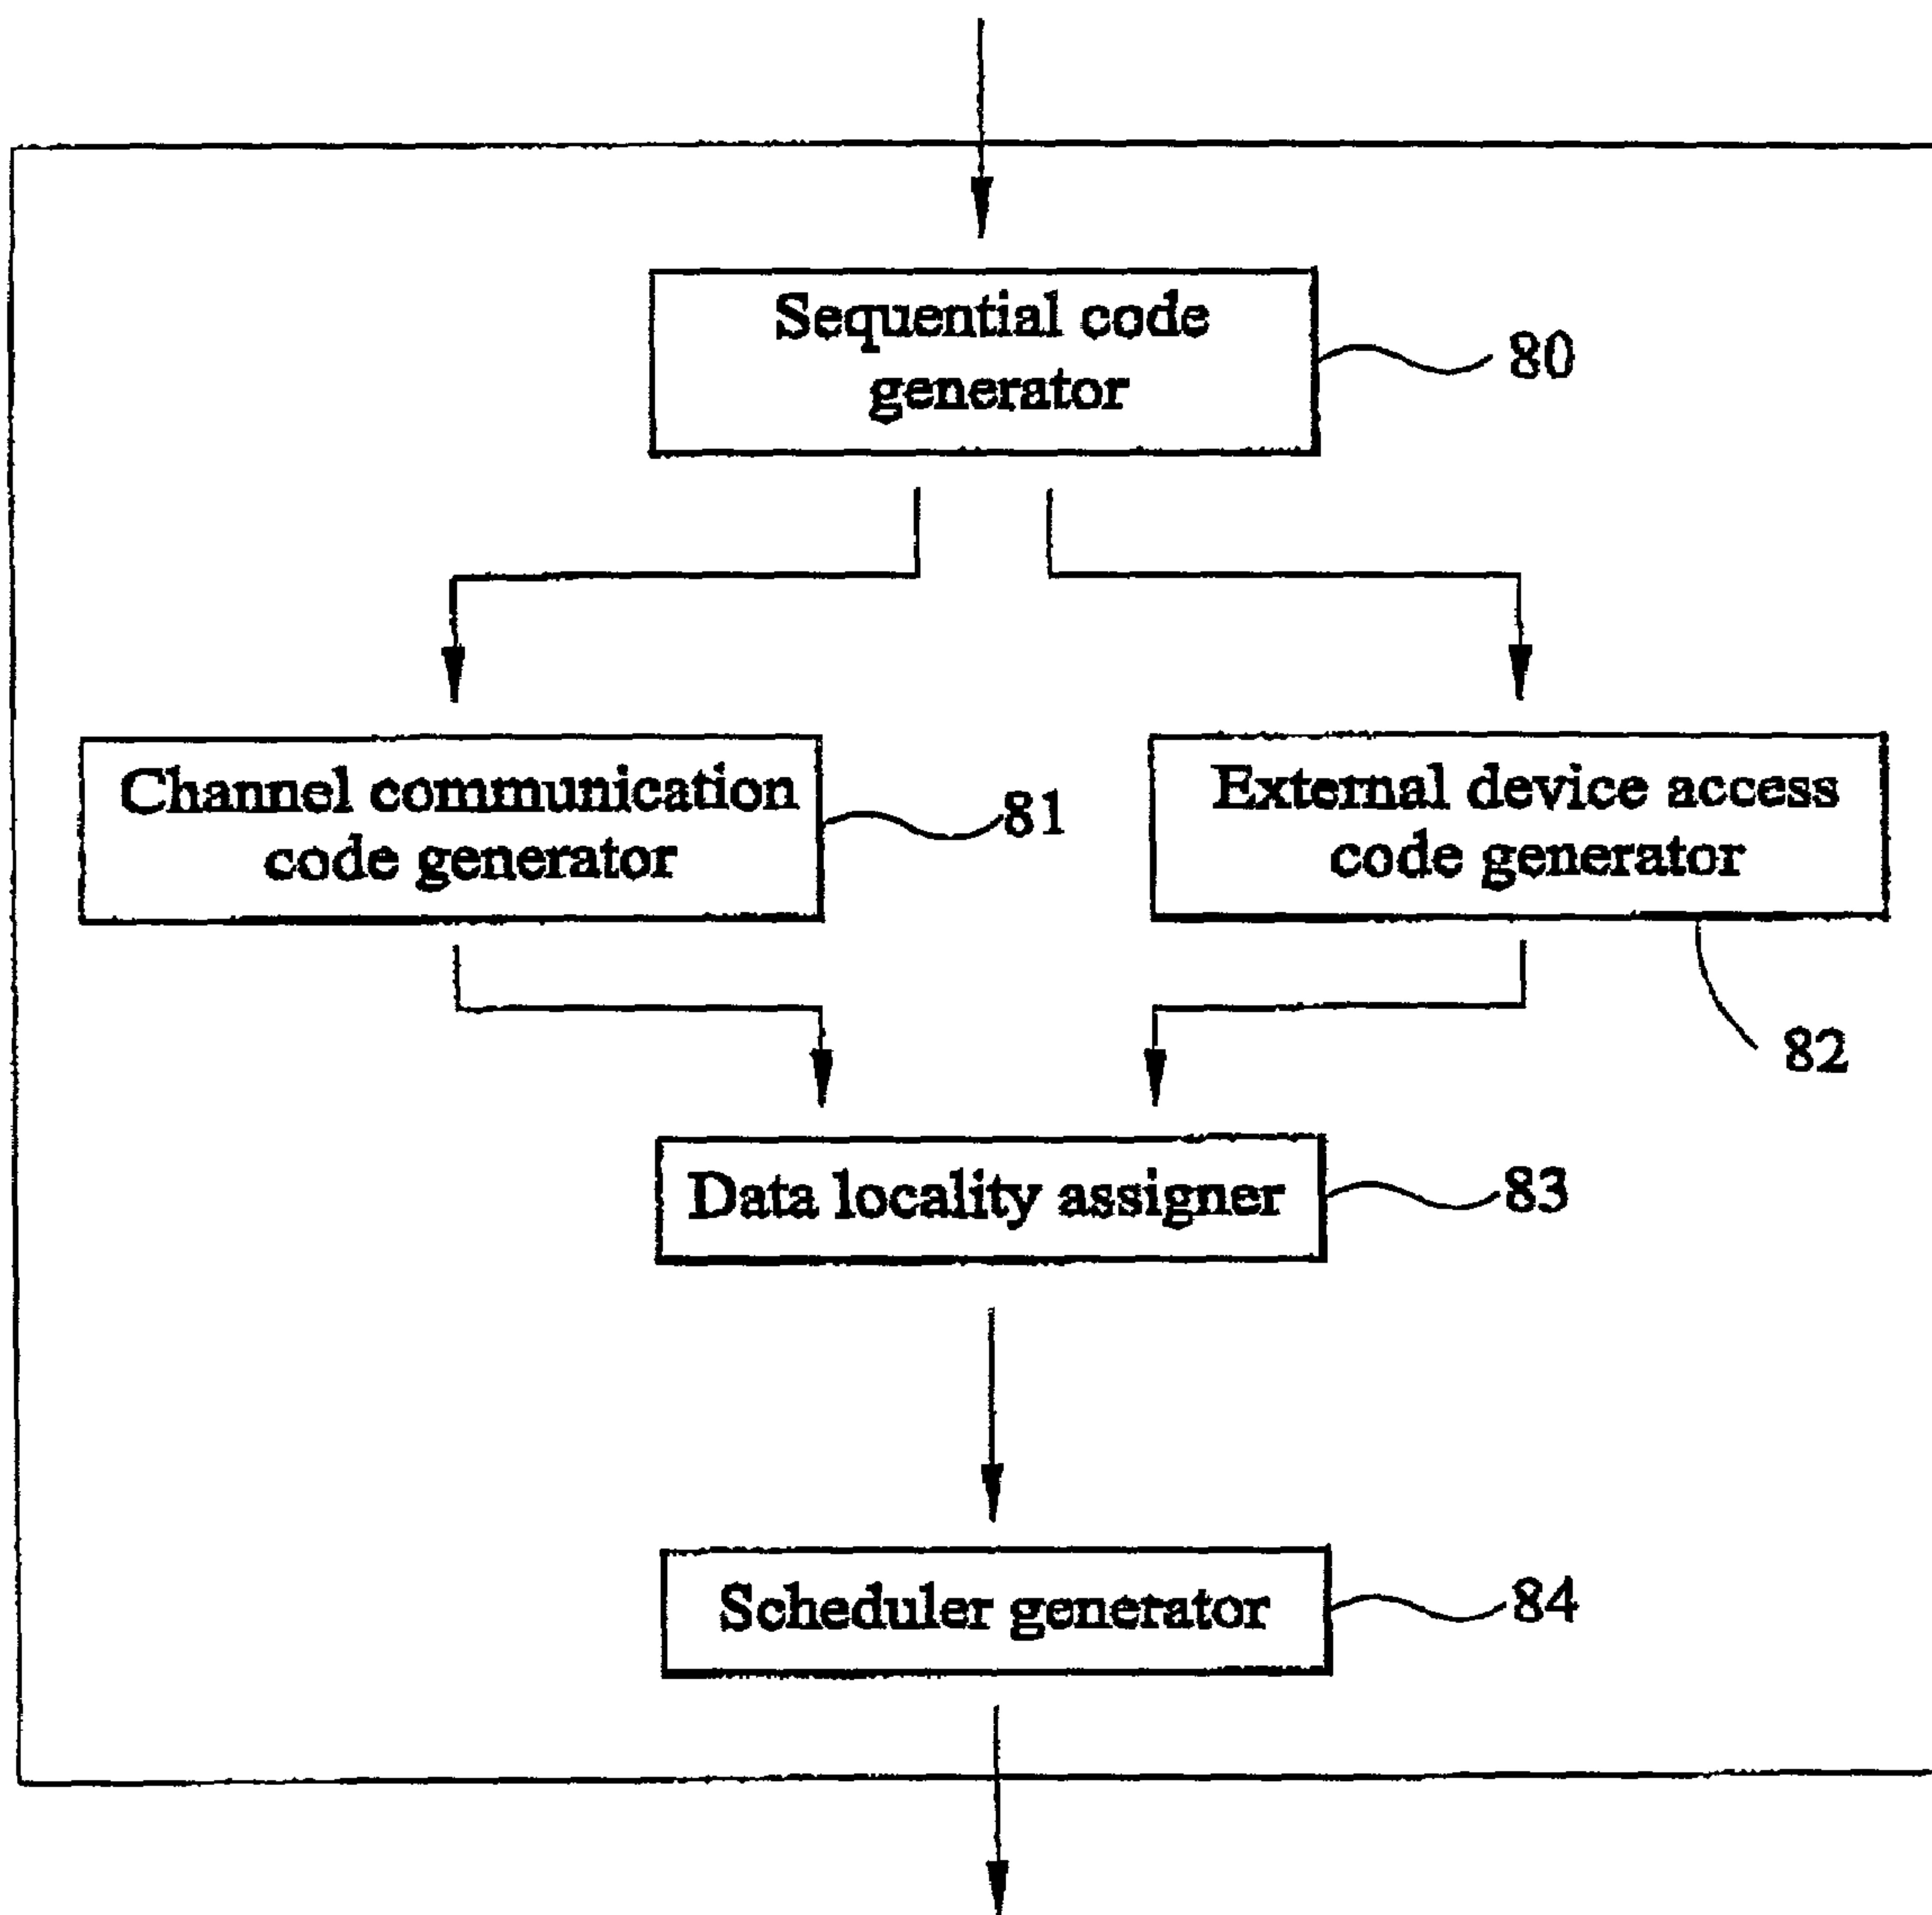 Sequential code
generator
80
Channel communication
code generator
81
External device access
code generator
82
Data locality assigner
83
Scheduler generator
84